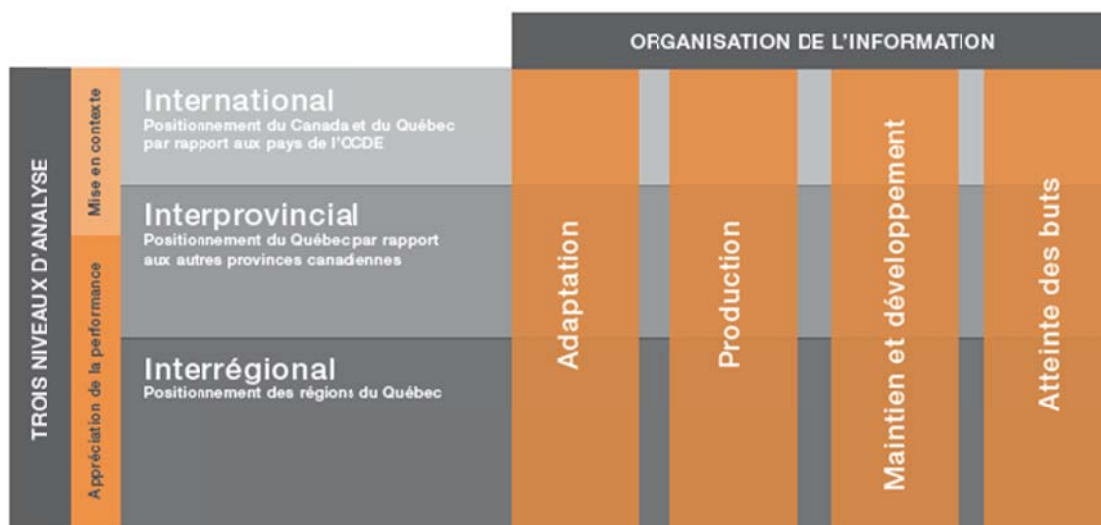 ORGANISATION DE L'INFORMATION
TROIS NIVEAUX D'ANALYSE
Mise en contexte
Appréciation de la performance
International
Positionnement du Canada et du Québec
par rapport aux pays de l'OCDE
Interprovincial
Positionnement du Québec par rapport
aux autres provinces canadiennes
Interrégional
Positionnement des régions du Québec
Adaptation
Production
Maintien et développement
Atteinte des buts